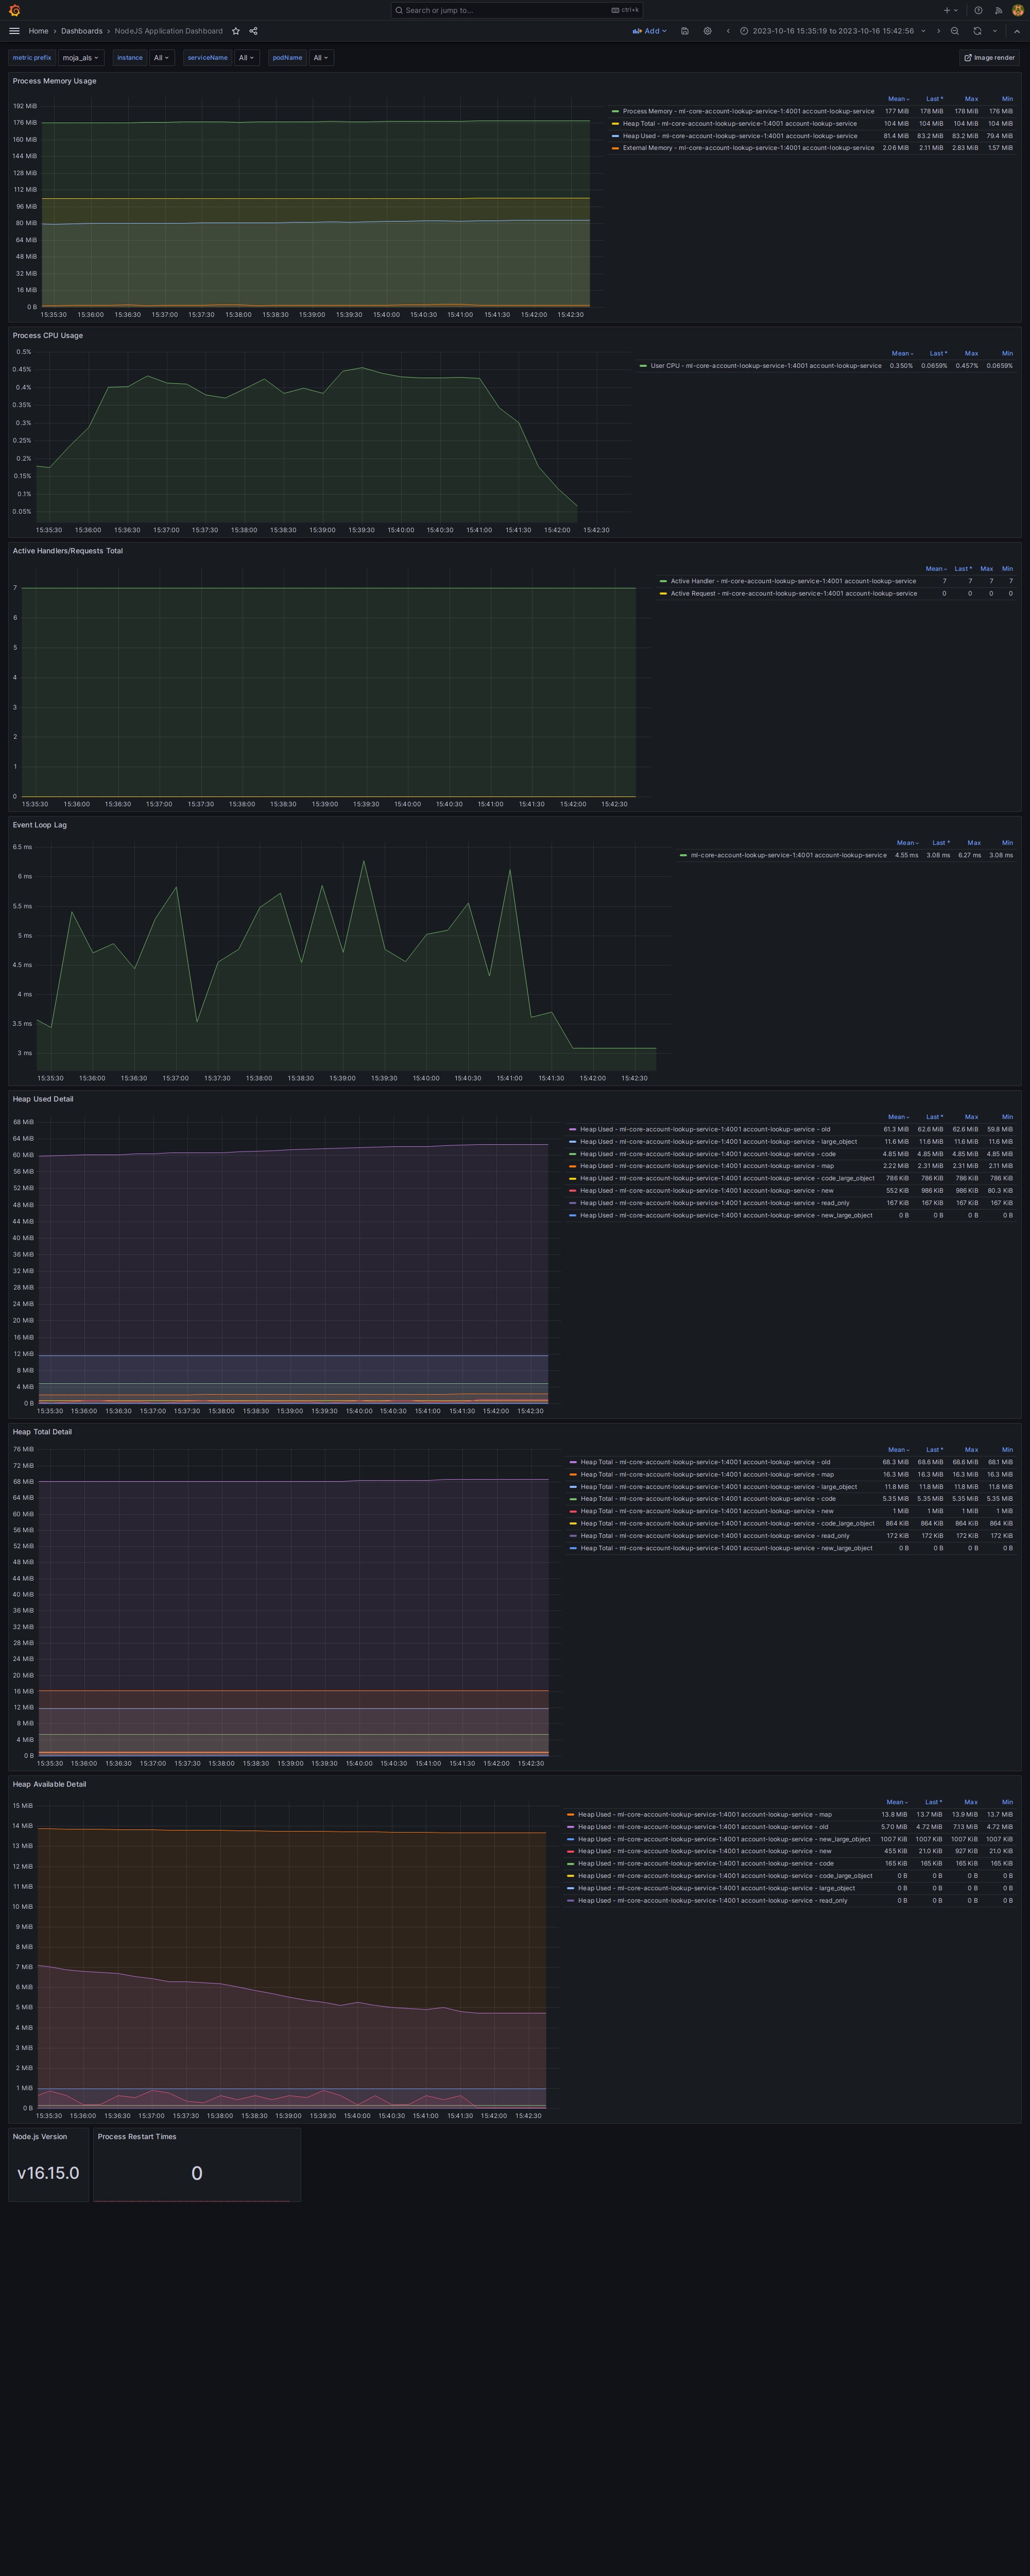 Search or jump to... ctrl+k
Home › Dashboards › NodeJS Application Dashboard Add 2023-10-16 15:35:19 to 2023-10-16 15:42:56
metric prefix moja_als instance All serviceName All podName All Image render
Process Memory Usage
192 MiB
176 MiB
160 MiB
144 MiB
128 MiB
112 MiB
96 MiB
80 MiB
64 MiB
48 MiB
32 MiB
16 MiB
0 B
15:35:30 15:36:00 15:36:30 15:37:00 15:37:30 15:38:00 15:38:30 15:39:00 15:39:30 15:40:00 15:40:30 15:41:00 15:41:30 15:42:00 15:42:30
Mean Last * Max Min
Process Memory - ml-core-account-lookup-service-1:4001 account-lookup-service 177 MiB 178 MiB 178 MiB 176 MiB
Heap Total - ml-core-account-lookup-service-1:4001 account-lookup-service 104 MiB 104 MiB 104 MiB 104 MiB
Heap Used - ml-core-account-lookup-service-1:4001 account-lookup-service 81.4 MiB 83.2 MiB 83.2 MiB 79.4 MiB
External Memory - ml-core-account-lookup-service-1:4001 account-lookup-service 2.06 MiB 2.11 MiB 2.83 MiB 1.57 MiB
Process CPU Usage
0.5%
0.45%
0.4%
0.35%
0.3%
0.25%
0.2%
0.15%
0.1%
0.05%
15:35:30 15:36:00 15:36:30 15:37:00 15:37:30 15:38:00 15:38:30 15:39:00 15:39:30 15:40:00 15:40:30 15:41:00 15:41:30 15:42:00 15:42:30
Mean Last * Max Min
User CPU - ml-core-account-lookup-service-1:4001 account-lookup-service 0.350% 0.0659% 0.457% 0.0659%
Active Handlers/Requests Total
7
6
5
4
3
2
1
0
15:35:30 15:36:00 15:36:30 15:37:00 15:37:30 15:38:00 15:38:30 15:39:00 15:39:30 15:40:00 15:40:30 15:41:00 15:41:30 15:42:00 15:42:30
Mean Last * Max Min
Active Handler - ml-core-account-lookup-service-1:4001 account-lookup-service 7 7 7 7
Active Request - ml-core-account-lookup-service-1:4001 account-lookup-service 0 0 0 0
Event Loop Lag
6.5 ms
6 ms
5.5 ms
5 ms
4.5 ms
4 ms
3.5 ms
3 ms
15:35:30 15:36:00 15:36:30 15:37:00 15:37:30 15:38:00 15:38:30 15:39:00 15:39:30 15:40:00 15:40:30 15:41:00 15:41:30 15:42:00 15:42:30
Mean Last * Max Min
ml-core-account-lookup-service-1:4001 account-lookup-service 4.55 ms 3.08 ms 6.27 ms 3.08 ms
Heap Used Detail
68 MiB
64 MiB
60 MiB
56 MiB
52 MiB
48 MiB
44 MiB
40 MiB
36 MiB
32 MiB
28 MiB
24 MiB
20 MiB
16 MiB
12 MiB
8 MiB
4 MiB
0 B
15:35:30 15:36:00 15:36:30 15:37:00 15:37:30 15:38:00 15:38:30 15:39:00 15:39:30 15:40:00 15:40:30 15:41:00 15:41:30 15:42:00 15:42:30
Mean Last * Max Min
Heap Used - ml-core-account-lookup-service-1:4001 account-lookup-service - old 61.3 MiB 62.6 MiB 62.6 MiB 59.8 MiB
Heap Used - ml-core-account-lookup-service-1:4001 account-lookup-service - large_object 11.6 MiB 11.6 MiB 11.6 MiB 11.6 MiB
Heap Used - ml-core-account-lookup-service-1:4001 account-lookup-service - code 4.85 MiB 4.85 MiB 4.85 MiB 4.85 MiB
Heap Used - ml-core-account-lookup-service-1:4001 account-lookup-service - map 2.22 MiB 2.31 MiB 2.31 MiB 2.11 MiB
Heap Used - ml-core-account-lookup-service-1:4001 account-lookup-service - code_large_object 786 KiB 786 KiB 786 KiB 786 KiB
Heap Used - ml-core-account-lookup-service-1:4001 account-lookup-service - new 552 KiB 986 KiB 986 KiB 80.3 KiB
Heap Used - ml-core-account-lookup-service-1:4001 account-lookup-service - read_only 167 KiB 167 KiB 167 KiB 167 KiB
Heap Used - ml-core-account-lookup-service-1:4001 account-lookup-service - new_large_object 0 B 0 B 0 B 0 B
Heap Total Detail
76 MiB
72 MiB
68 MiB
64 MiB
60 MiB
56 MiB
52 MiB
48 MiB
44 MiB
40 MiB
36 MiB
32 MiB
28 MiB
24 MiB
20 MiB
16 MiB
12 MiB
8 MiB
4 MiB
0 B
15:35:30 15:36:00 15:36:30 15:37:00 15:37:30 15:38:00 15:38:30 15:39:00 15:39:30 15:40:00 15:40:30 15:41:00 15:41:30 15:42:00 15:42:30
Mean Last * Max Min
Heap Total - ml-core-account-lookup-service-1:4001 account-lookup-service - old 68.3 MiB 68.6 MiB 68.6 MiB 68.1 MiB
Heap Total - ml-core-account-lookup-service-1:4001 account-lookup-service - map 16.3 MiB 16.3 MiB 16.3 MiB 16.3 MiB
Heap Total - ml-core-account-lookup-service-1:4001 account-lookup-service - large_object 11.8 MiB 11.8 MiB 11.8 MiB 11.8 MiB
Heap Total - ml-core-account-lookup-service-1:4001 account-lookup-service - code 5.35 MiB 5.35 MiB 5.35 MiB 5.35 MiB
Heap Total - ml-core-account-lookup-service-1:4001 account-lookup-service - new 1 MiB 1 MiB 1 MiB 1 MiB
Heap Total - ml-core-account-lookup-service-1:4001 account-lookup-service - code_large_object 864 KiB 864 KiB 864 KiB 864 KiB
Heap Total - ml-core-account-lookup-service-1:4001 account-lookup-service - read_only 172 KiB 172 KiB 172 KiB 172 KiB
Heap Total - ml-core-account-lookup-service-1:4001 account-lookup-service - new_large_object 0 B 0 B 0 B 0 B
Heap Available Detail
15 MiB
14 MiB
13 MiB
12 MiB
11 MiB
10 MiB
9 MiB
8 MiB
7 MiB
6 MiB
5 MiB
4 MiB
3 MiB
2 MiB
1 MiB
0 B
15:35:30 15:36:00 15:36:30 15:37:00 15:37:30 15:38:00 15:38:30 15:39:00 15:39:30 15:40:00 15:40:30 15:41:00 15:41:30 15:42:00 15:42:30
Mean Last * Max Min
Heap Used - ml-core-account-lookup-service-1:4001 account-lookup-service - map 13.8 MiB 13.7 MiB 13.9 MiB 13.7 MiB
Heap Used - ml-core-account-lookup-service-1:4001 account-lookup-service - old 5.70 MiB 4.72 MiB 7.13 MiB 4.72 MiB
Heap Used - ml-core-account-lookup-service-1:4001 account-lookup-service - new_large_object 1007 KiB 1007 KiB 1007 KiB 1007 KiB
Heap Used - ml-core-account-lookup-service-1:4001 account-lookup-service - new 455 KiB 21.0 KiB 927 KiB 21.0 KiB
Heap Used - ml-core-account-lookup-service-1:4001 account-lookup-service - code 165 KiB 165 KiB 165 KiB 165 KiB
Heap Used - ml-core-account-lookup-service-1:4001 account-lookup-service - code_large_object 0 B 0 B 0 B 0 B
Heap Used - ml-core-account-lookup-service-1:4001 account-lookup-service - large_object 0 B 0 B 0 B 0 B
Heap Used - ml-core-account-lookup-service-1:4001 account-lookup-service - read_only 0 B 0 B 0 B 0 B
Node.js Version Process Restart Times
v16.15.0 0